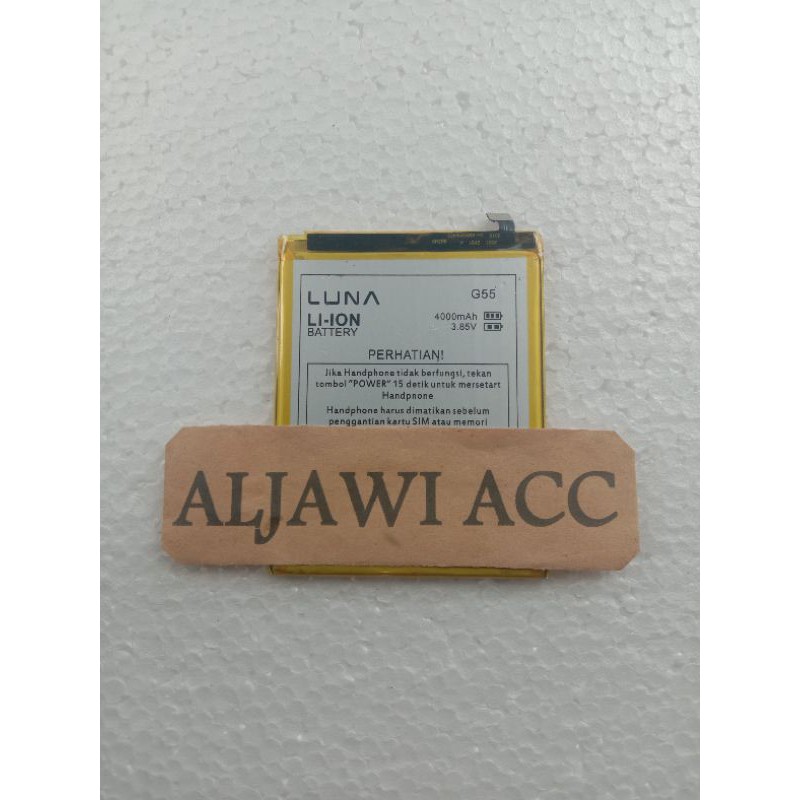 LUNA
G55
LI-ION
BATTERY
4000mAh
3.85V
PERHATIAN!
Jika Handphone tidak berfungsi, tekan
tombol "POWER" 15 detik untuk mersetart
Handpnone
Handphone harus dimatikan sebelum
penggantian kartu SIM atau memori
ALJAWI ACC